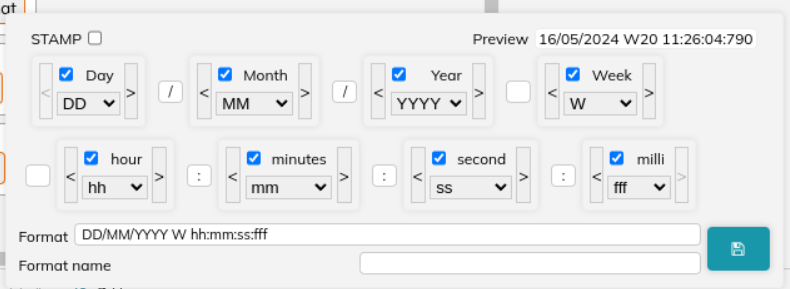 at
STAMP Preview 16/05/2024 W20 11:26:04:790
< Day > / < Month > / < Year > < Week >
DD MM YYYY W
< hour > : < minutes > : < second > : < milli >
hh mm ss fff
Format DD/MM/YYYY W hh:mm:ss:fff
Format name